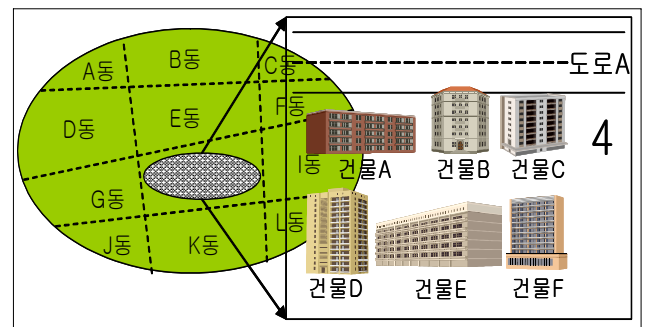 A동 B동 C동
D동 E동 F동
G동 I동
J동 K동 L동
도로A
건물A 건물B 건물C
4
건물D 건물E 건물F